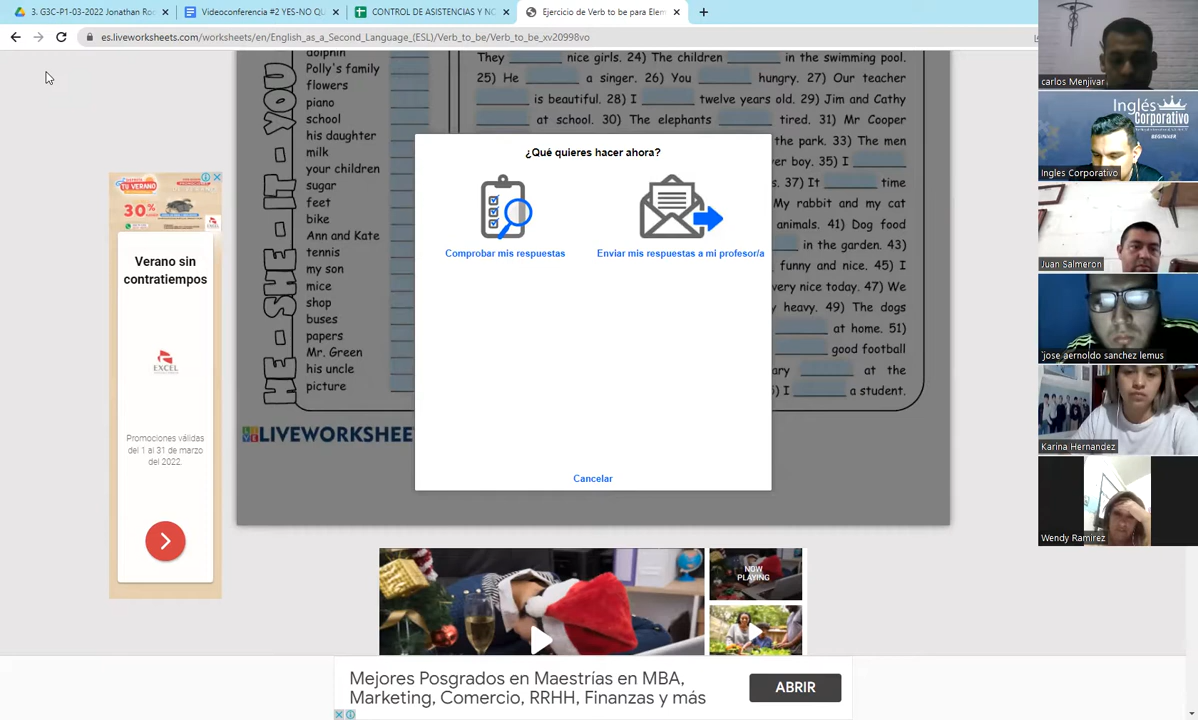 3. G3C-P1-03-2022 Jonathan Ro
Videoconferencia #2 YES-NO QU
CONTROL DE ASISTENCIAS Y NO
Ejercicio de Verb to be para Elem
es.liveworksheets.com/worksheets/en/English_as_a_Second_Language_(ESL)/Verb_to_be/Verb_to_be_xv20998vo
HE - SHE - IT - YOU
dolphin
Polly's family
flowers
piano
school
his daughter
milk
your children
sugar
feet
bike
Ann and Kate
tennis
my son
mice
shop
buses
papers
Mr. Green
his uncle
picture
They nice girls. 24) The children in the swimming pool.
25) He a singer. 26) You hungry. 27) Our teacher
is beautiful. 28) I twelve years old. 29) Jim and Cathy
at school. 30) The elephants tired. 31) Mr Cooper
the park. 33) The men
er boy. 35) I
s. 37) It time
My rabbit and my cat
animals. 41) Dog food
in the garden. 43)
funny and nice. 45) I
very nice today. 47) We
heavy. 49) The dogs
at home. 51)
good football
ary at the
) I a student.
LIVEWORKSHEE
¿Qué quieres hacer ahora?
Comprobar mis respuestas
Enviar mis respuestas a mi profesor/a
Cancelar
TU VERANO
30%
EXCEL
Verano sin
contratiempos
EXCEL
Promociones válidas
del 1 al 31 de marzo
del 2022.
NOW
PLAYING
Mejores Posgrados en Maestrías en MBA,
Marketing, Comercio, RRHH, Finanzas y más
ABRIR
carlos Menjivar
Inglés
Corporativo
BEGINNER
Ingles Corporativo
Juan Salmeron
jose aernoldo sanchez lemus
Karina Hernandez
Wendy Ramirez